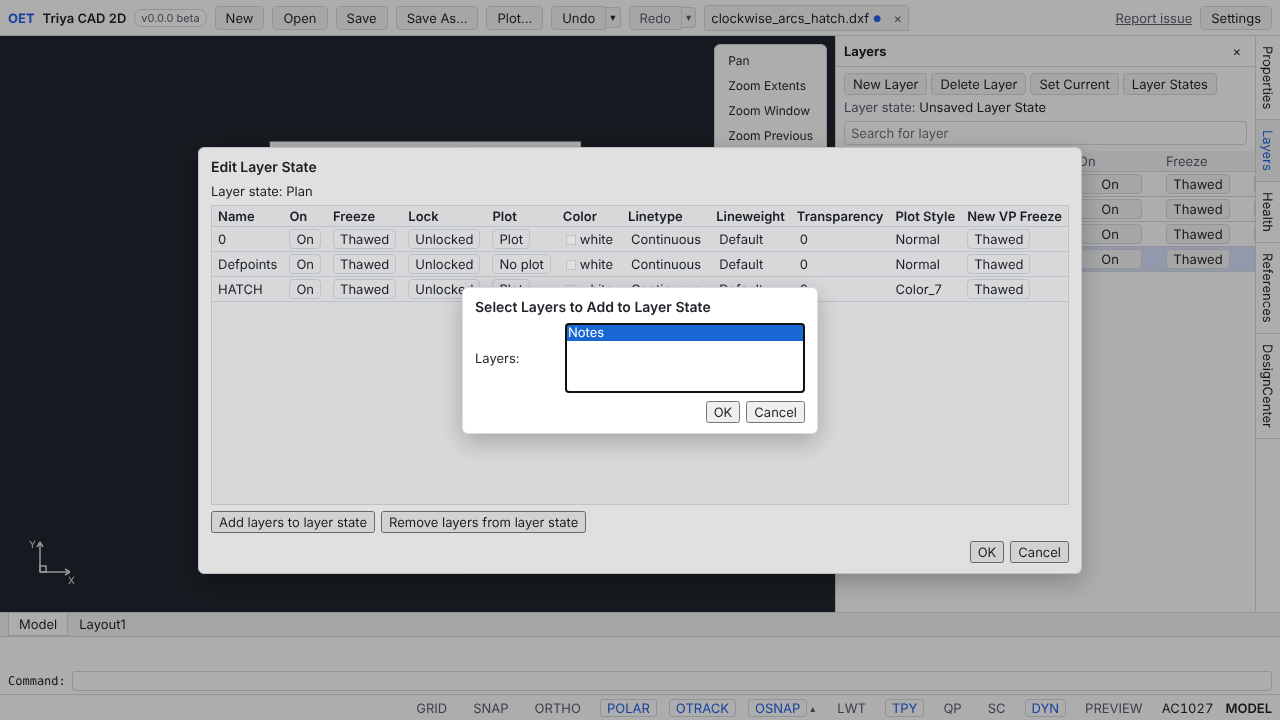 OET Triya CAD 2D v0.0.0 beta New Open Save Save As... Plot... Undo ▾ Redo ▾ clockwise_arcs_hatch.dxf ● × Report issue Settings
Pan
Zoom Extents
Zoom Window
Zoom Previous
Layers ×
New Layer Delete Layer Set Current Layer States
Layer state: Unsaved Layer State
Search for layer
On Freeze
On Thawed
On Thawed
On Thawed
On Thawed
Properties
Layers
Health
References
DesignCenter
Edit Layer State
Layer state: Plan
Name On Freeze Lock Plot Color Linetype Lineweight Transparency Plot Style New VP Freeze
0 On Thawed Unlocked Plot white Continuous Default 0 Normal Thawed
Defpoints On Thawed Unlocked No plot white Continuous Default 0 Normal Thawed
HATCH On Thawed Color_7 Thawed
Select Layers to Add to Layer State
Layers:
Notes
OK Cancel
Add layers to layer state Remove layers from layer state
OK Cancel
Y
X
Model Layout1
Command:
GRID SNAP ORTHO POLAR OTRACK OSNAP ▴ LWT TPY QP SC DYN PREVIEW AC1027 MODEL